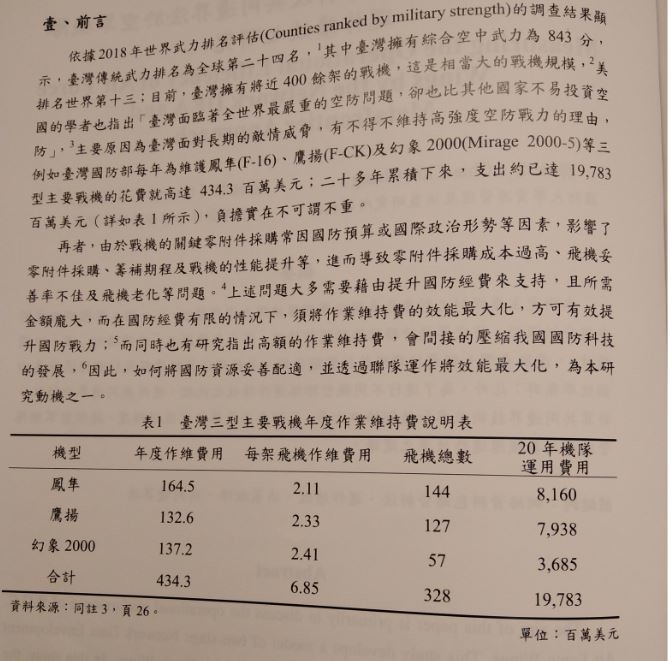 壹、前言
依據2018年世界武力排名評估(Counties ranked by military strength)的調查結果顯
示，臺灣傳統武力排名為全球第二十四名，1其中臺灣擁有綜合空中武力為 843 分，
排名世界第十三；目前，臺灣擁有將近 400 餘架的戰機，這是相當大的戰機規模，2美
國的學者也指出「臺灣面臨著全世界最嚴重的空防問題，卻也比其他國家不易投資空
防」，3主要原因為臺灣面對長期的敵情威脅，有不得不維持高強度空防戰力的理由，
例如臺灣國防部每年為維護鳳隼(F-16)、鷹揚(F-CK)及幻象 2000(Mirage 2000-5)等三
型主要戰機的花費就高達 434.3 百萬美元；二十多年累積下來，支出約已達 19,783
百萬美元（詳如表 1 所示），負擔實在不可謂不重。
再者，由於戰機的關鍵零附件採購常因國防預算或國際政治形勢等因素，影響了
零附件採購、籌補期程及戰機的性能提升等，進而導致零附件採購成本過高、飛機妥
善率不佳及飛機老化等問題。4上述問題大多需要藉由提升國防經費來支持，且所需
金額龐大，而在國防經費有限的情況下，須將作業維持費的效能最大化，方可有效提
升國防戰力；5而同時也有研究指出高額的作業維持費，會間接的壓縮我國國防科技
的發展，6因此，如何將國防資源妥善配適，並透過聯隊運作將效能最大化，為本研
究動機之一。
表1 臺灣三型主要戰機年度作業維持費說明表
機型 年度作維費用 每架飛機作維費用 飛機總數 20 年機隊
運用費用
鳳隼 164.5 2.11 144 8,160
鷹揚 132.6 2.33 127 7,938
幻象 2000 137.2 2.41 57 3,685
合計 434.3 6.85 328 19,783
資料來源：同註 3，頁 26。
單位：百萬美元